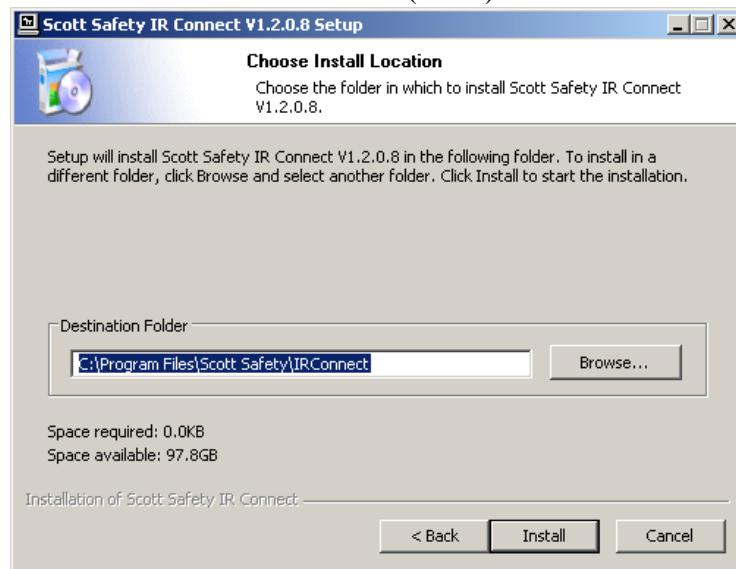 Scott Safety IR Connect V1.2.0.8 Setup
Choose Install Location
Choose the folder in which to install Scott Safety IR Connect
V1.2.0.8.
Setup will install Scott Safety IR Connect V1.2.0.8 in the following folder. To install in a
different folder, click Browse and select another folder. Click Install to start the installation.
Destination Folder
C:\Program Files\Scott Safety\IRConnect
Browse...
Space required: 0.0KB
Space available: 97.8GB
Installation of Scott Safety IR Connect
< Back Install Cancel